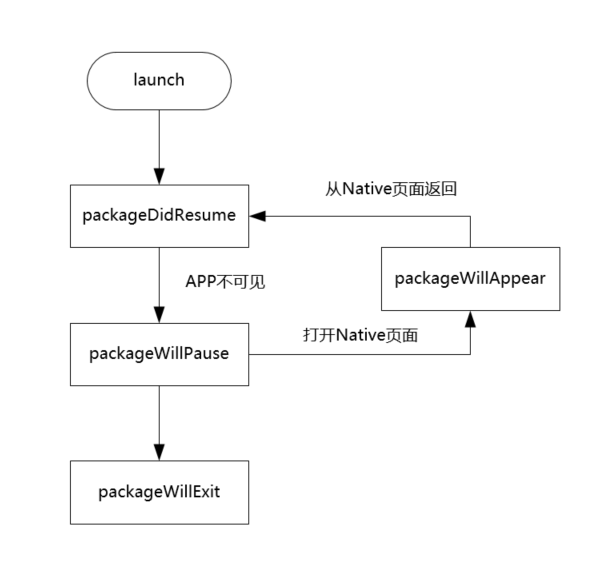 launch
从Native页面返回
packageDidResume
packageWillAppear
APP不可见
打开Native页面
packageWillPause
packageWillExit